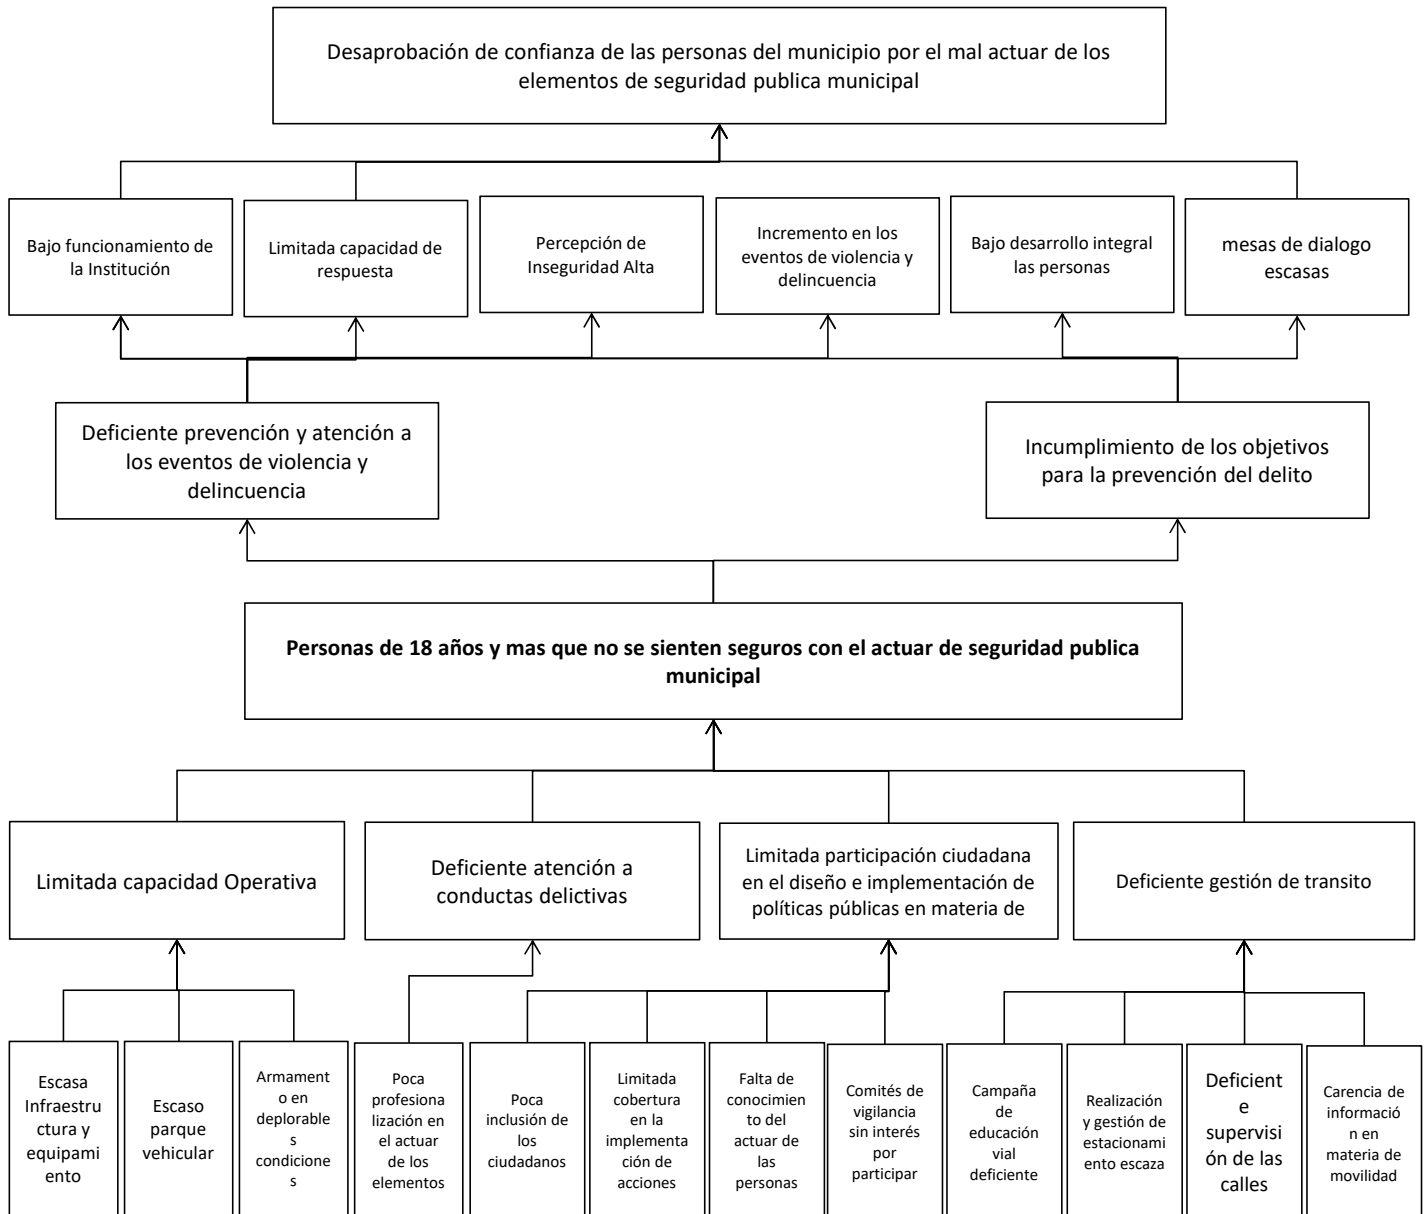 Desaprobación de confianza de las personas del municipio por el mal actuar de los
elementos de seguridad publica municipal
Bajo funcionamiento de
la Institución
Limitada capacidad de
respuesta
Percepción de
Inseguridad Alta
Incremento en los
eventos de violencia y
delincuencia
Bajo desarrollo integral
las personas
mesas de dialogo
escasas
Deficiente prevención y atención a
los eventos de violencia y
delincuencia
Incumplimiento de los objetivos
para la prevención del delito
Personas de 18 años y mas que no se sienten seguros con el actuar de seguridad publica
municipal
Limitada capacidad Operativa
Deficiente atención a
conductas delictivas
Limitada participación ciudadana
en el diseño e implementación de
políticas públicas en materia de
Deficiente gestión de transito
Escasa
Infraestru
ctura y
equipami
ento
Escaso
parque
vehicular
Armament
o en
deplorable
s
condicione
s
Poca
profesiona
lización en
el actuar
de los
elementos
Poca
inclusión de
los
ciudadanos
Limitada
cobertura
en la
implementa
ción de
acciones
Falta de
conocimien
to del
actuar de
las
personas
Comités de
vigilancia
sin interés
por
participar
Campaña
de
educación
vial
deficiente
Realización
y gestión de
estacionami
ento escaza
Deficient
e
supervisi
ón de las
calles
Carencia de
informació
n en
materia de
movilidad